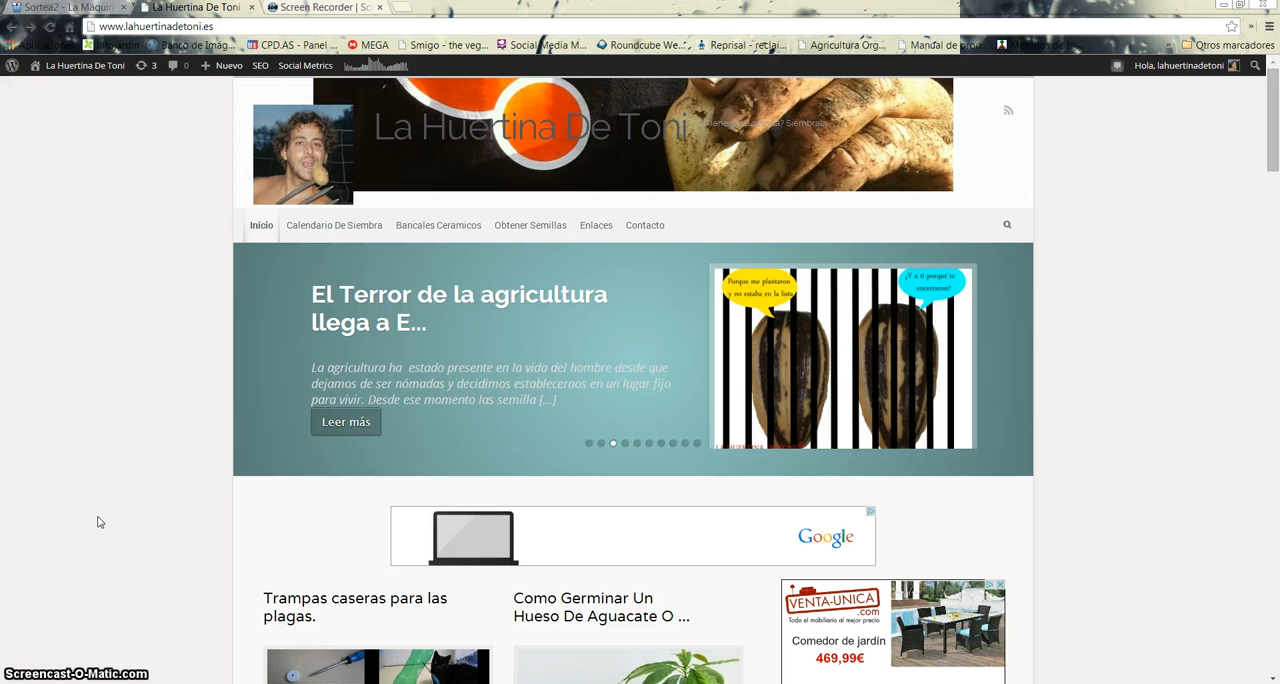 Sortea2 - La Máquin
La Huertina De Toni
Screen Recorder | Sc
www.lahuertinadetoni.es
Aplicaciones
Infojardin
Banco de Imág...
CPD.AS - Panel ...
MEGA
Smigo - the veg...
Social Media M...
Roundcube We...
Reprisal - reclai...
Agricultura Org...
Otros marcadores
La Huertina De Toni
3
0
Nuevo
SEO
Social Metrics
Hola, lahuertinadetoni
La Huertina De Toni
Siémbrala
Inicio
Calendario De Siembra
Bancales Ceramicos
Obtener Semillas
Enlaces
Contacto
El Terror de la agricultura
llega a E...
La agricultura ha estado presente en la vida del hombre desde que
dejamos de ser nómadas y decidimos establecernos en un lugar fijo
para vivir. Desde ese momento las semilla [...]
Leer más
Porque me plantaron
y no estaba en la lista
¿Y a ti porqué te
encerraron?
Google
Trampas caseras para las
plagas.
Como Germinar Un
Hueso De Aguacate O ...
VENTA-UNICA
.com
Todo el mobiliario al mejor precio
Comedor de jardín
469,99€
Screencast-O-Matic.com